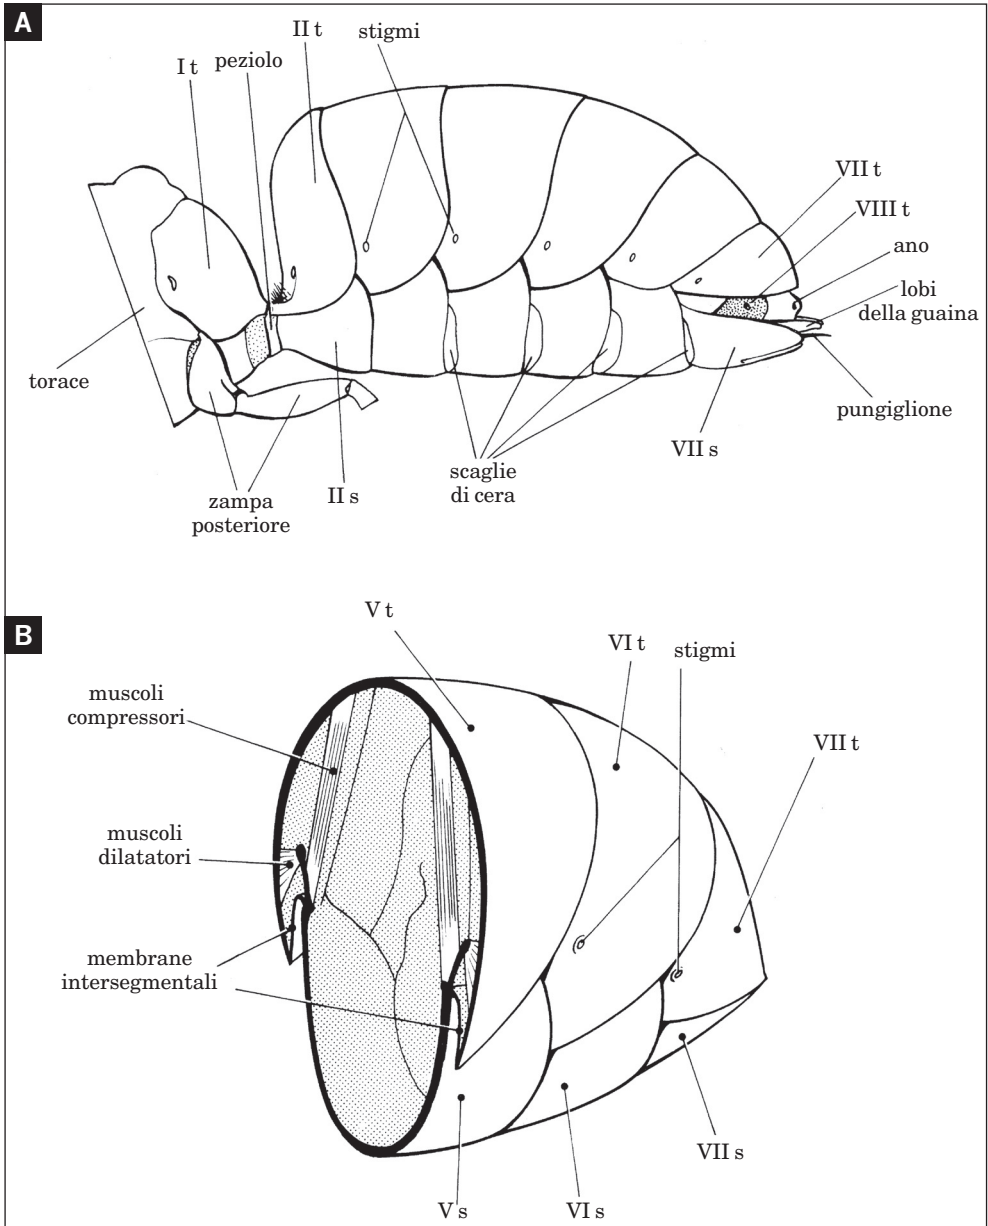 A
II t
stigmi
I t
peziolo
VII t
VIII t
ano
lobi
della guaina
torace
pungiglione
VII s
scaglie
di cera
II s
zampa
posteriore
B
V t
VI t
stigmi
muscoli
compressori
VII t
muscoli
dilatatori
membrane
intersegmentali
VII s
V s
VI s